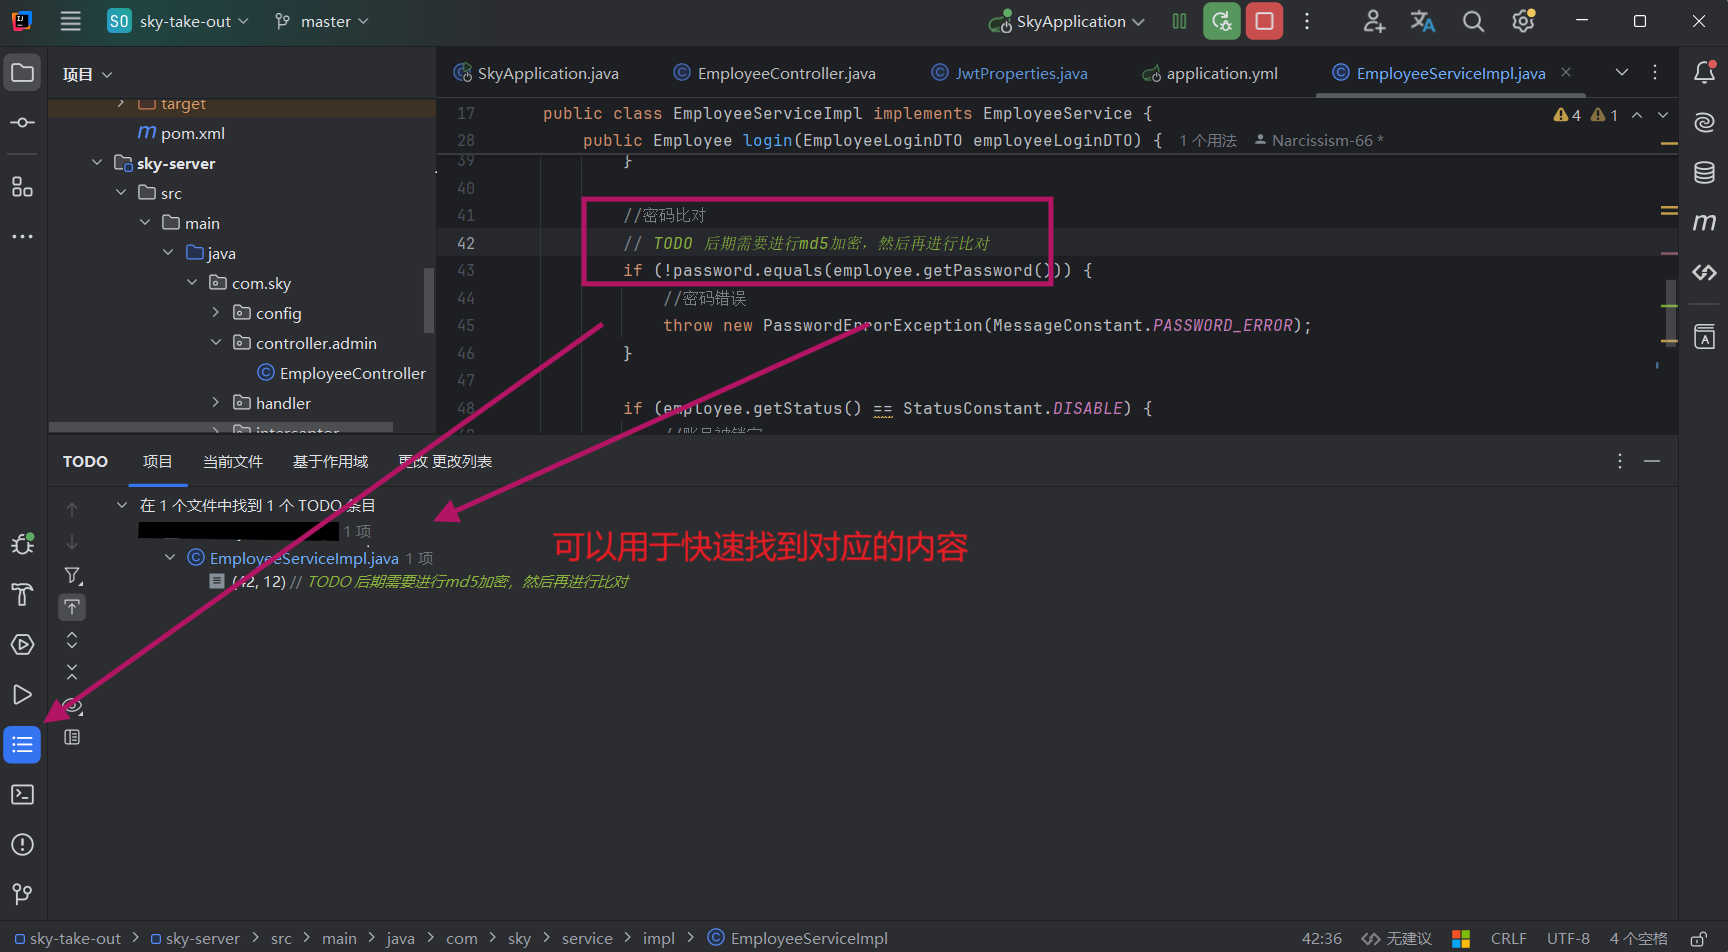 SO sky-take-out master SkyApplication
项目
target
pom.xml
sky-server
src
main
java
com.sky
config
controller.admin
EmployeeController
handler
interceptor
SkyApplication.java EmployeeController.java JwtProperties.java application.yml EmployeeServiceImpl.java
17 public class EmployeeServiceImpl implements EmployeeService {
4 1
28 public Employee login(EmployeeLoginDTO employeeLoginDTO) { 1 个用法 Narcissism-66 *
39 }
40
41 //密码比对
42 // TODO 后期需要进行md5加密，然后再进行比对
43 if (!password.equals(employee.getPassword())) {
44 //密码错误
45 throw new PasswordErrorException(MessageConstant.PASSWORD_ERROR);
46 }
47
48 if (employee.getStatus() == StatusConstant.DISABLE) {
//账号被锁定
TODO 项目 当前文件 基于作用域 更改 更改列表
在 1 个文件中找到 1 个 TODO 条目
1 项
EmployeeServiceImpl.java 1 项
(42, 12) // TODO 后期需要进行md5加密，然后再进行比对
可以用于快速找到对应的内容
sky-take-out > sky-server > src > main > java > com > sky > service > impl > EmployeeServiceImpl
42:36 无建议 CRLF UTF-8 4 个空格